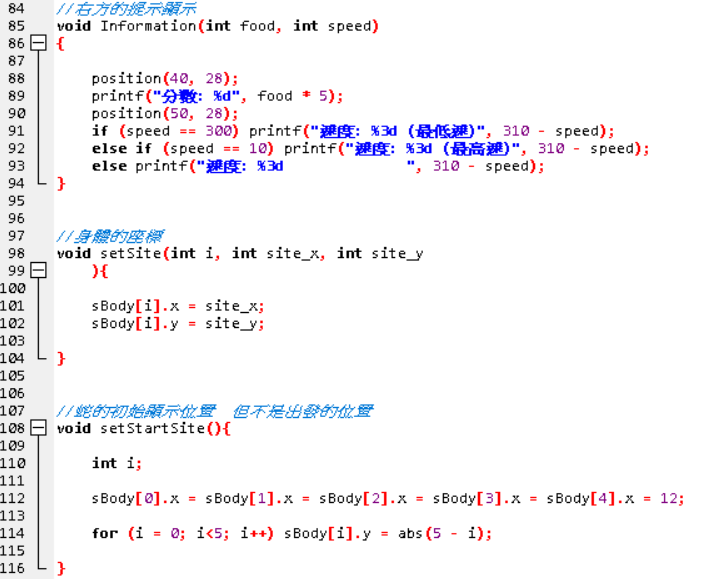 84 //右方的提示顯示
85 void Information(int food, int speed)
86 {
87
88 position(40, 28);
89 printf("分數: %d", food * 5);
90 position(50, 28);
91 if (speed == 300) printf("速度: %3d (最低速)", 310 - speed);
92 else if (speed == 10) printf("速度: %3d (最高速)", 310 - speed);
93 else printf("速度: %3d              ", 310 - speed);
94 }
95
96
97 //身體的座標
98 void setSite(int i, int site_x, int site_y
99 ){
100
101 sBody[i].x = site_x;
102 sBody[i].y = site_y;
103
104 }
105
106
107 //蛇的初始顯示位置 但不是出發的位置
108 void setStartSite(){
109
110 int i;
111
112 sBody[0].x = sBody[1].x = sBody[2].x = sBody[3].x = sBody[4].x = 12;
113
114 for (i = 0; i<5; i++) sBody[i].y = abs(5 - i);
115
116 }